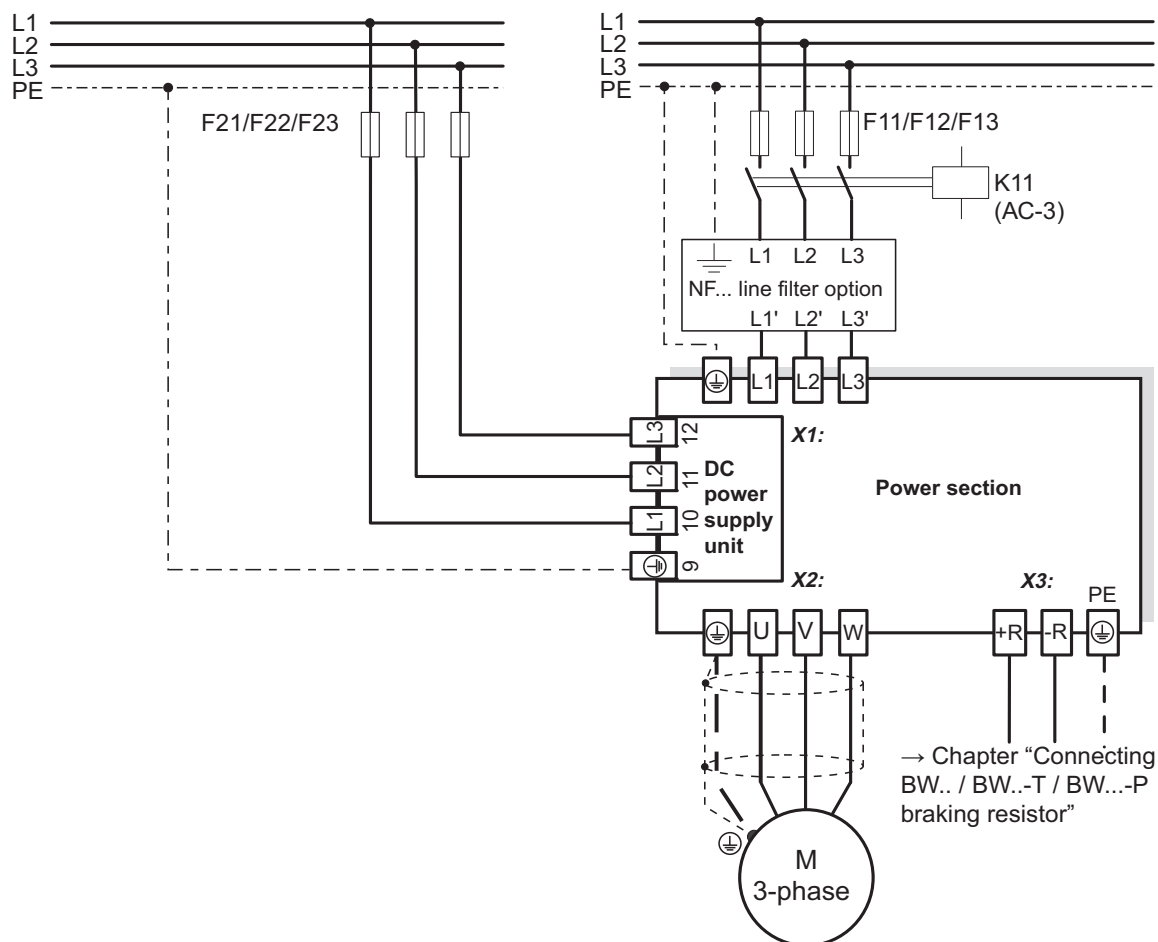 L1
L2
L3
PE
F21/F22/F23
L1
L2
L3
PE
F11/F12/F13
K11
(AC-3)
L1 L2 L3
NF... line filter option
L1' L2' L3'
L1 L2 L3
X1:
L3 12
L2 11
L1 10
9
DC
power
supply
unit
Power section
X2:
X3:
PE
U V W
+R -R
→ Chapter “Connecting
BW.. / BW..-T / BW...-P
braking resistor”
M
3-phase